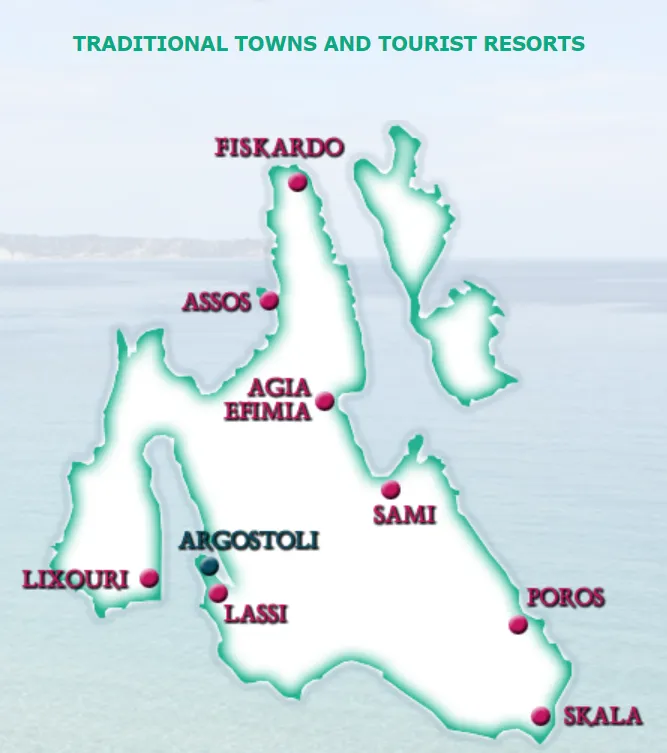 TRADITIONAL TOWNS AND TOURIST RESORTS
FISKARDO
ASSOS
AGIA
EFIMIA
SAMI
ARGOSTOLI
LIXOURI
LASSI
POROS
SKALA